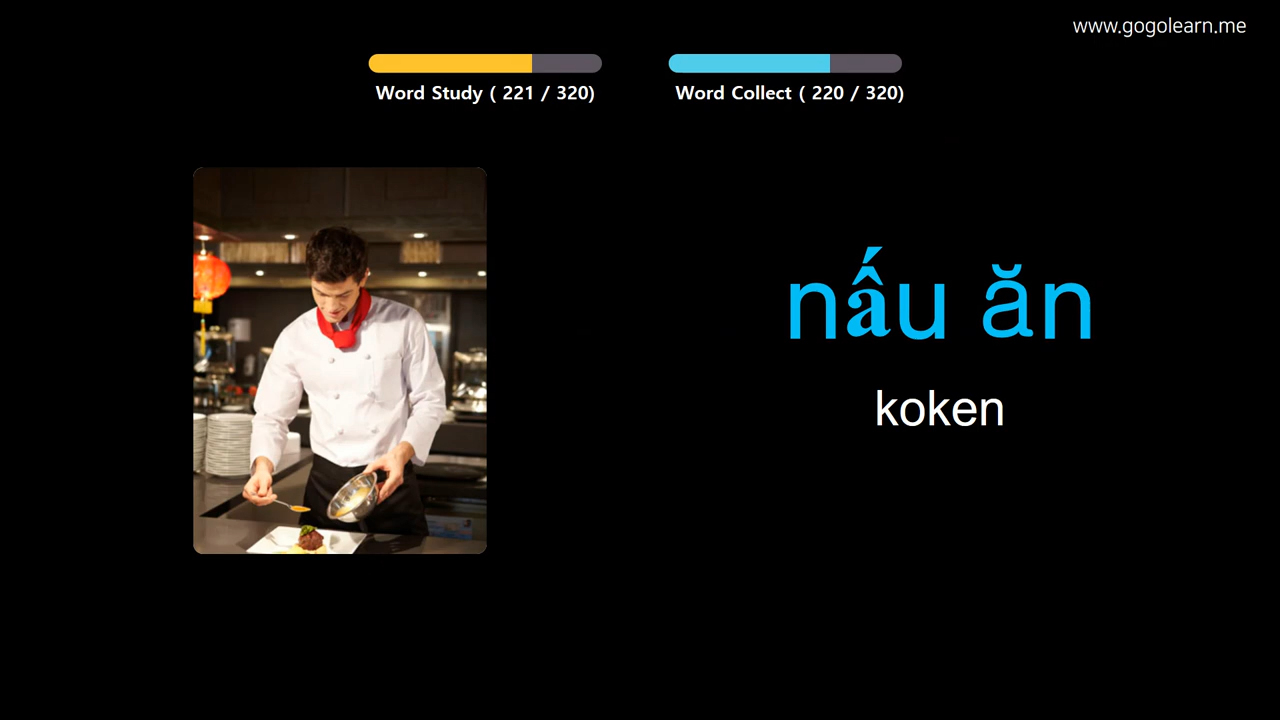 www.gogolearn.me
Word Study ( 221 / 320)
Word Collect ( 220 / 320)
nấu ăn
koken